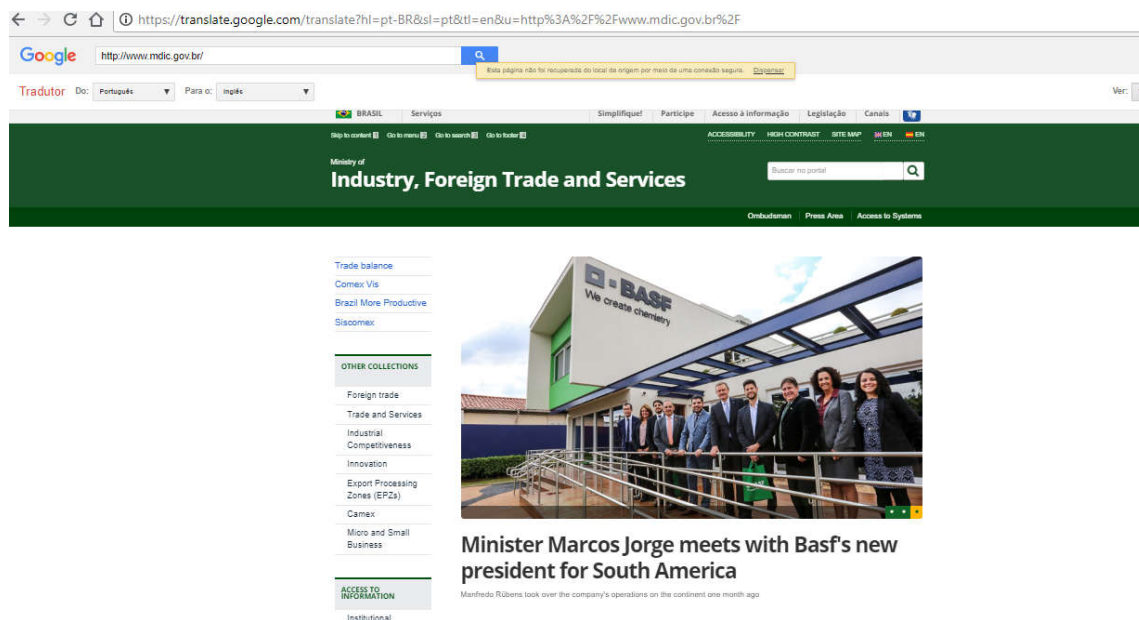 https://translate.google.com/translate?hl=pt-BR&sl=pt&tl=en&u=http%3A%2F%2Fwww.mdic.gov.br%2F
Google http://www.mdic.gov.br/
Esta página não foi recuperada do local de origem por meio de uma conexão segura. Dispensar
Tradutor Do: Português Para o: Inglês Ver:
BRASIL Serviços Simplifique! Participe Acesso à informação Legislação Canais
Skip to content Go to menu Go to search Go to footer ACCESSIBILITY HIGH CONTRAST SITE MAP EN EN
Ministry of
Industry, Foreign Trade and Services
Buscar no portal
Ombudsman Press Area Access to Systems
Trade balance
Comex Vis
Brazil More Productive
Siscomex
OTHER COLLECTIONS
Foreign trade
Trade and Services
Industrial
Competitiveness
Innovation
Export Processing
Zones (EPZs)
Camex
Micro and Small
Business
ACCESS TO
INFORMATION
Institutional
BASF
We create chemistry
Minister Marcos Jorge meets with Basf's new
president for South America
Manfredo Rübens took over the company's operations on the continent one month ago